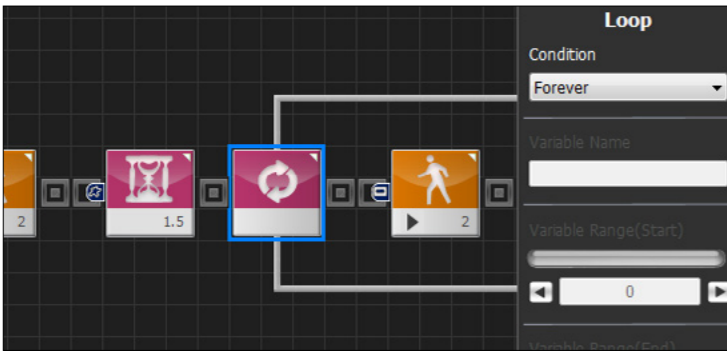 Loop
Condition
Forever
Variable Name
Variable Range(Start)
2
1.5
2
0
Variable Range(End)